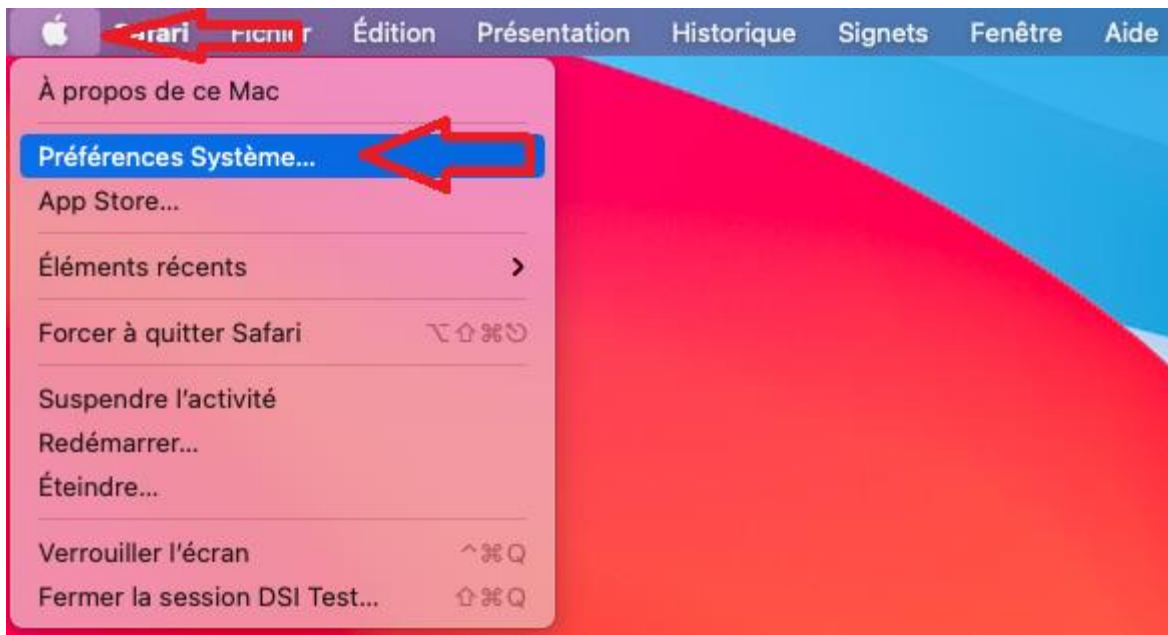 Safari Fichier Édition Présentation Historique Signets Fenêtre Aide
À propos de ce Mac
Préférences Système...
App Store...
Éléments récents
Forcer à quitter Safari ⌥⇧⌘⎋
Suspendre l'activité
Redémarrer...
Éteindre...
Verrouiller l'écran ^⌘Q
Fermer la session DSI Test... ⇧⌘Q